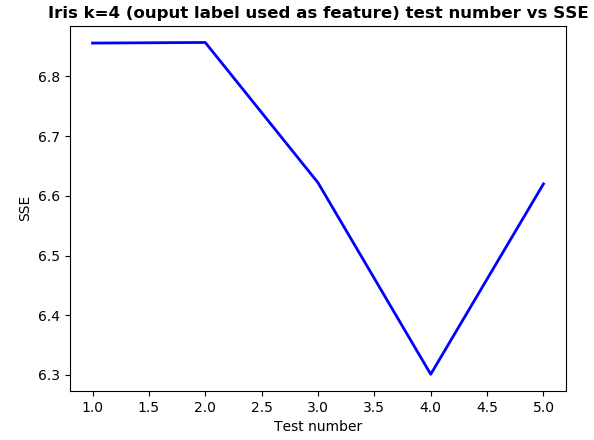 Iris k=4 (ouput label used as feature) test number vs SSE
6.8
6.7
6.6
6.5
6.4
6.3
SSE
1.0 1.5 2.0 2.5 3.0 3.5 4.0 4.5 5.0
Test number